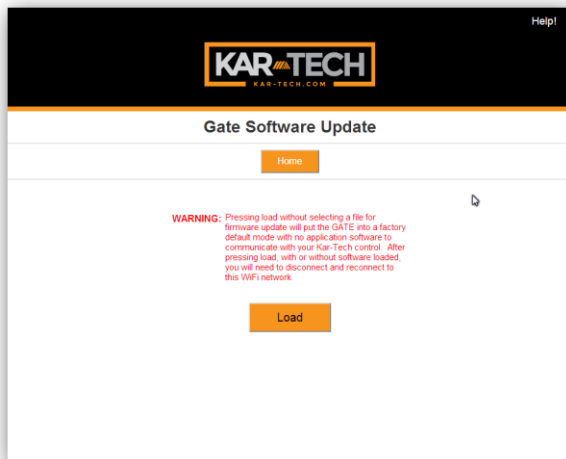 Help!
KAR-TECH
KAR-TECH.COM
Gate Software Update
Home
WARNING: Pressing load without selecting a file for
firmware update will put the GATE into a factory
default mode with no application software to
communicate with your Kar-Tech control. After
pressing load, with or without software loaded,
you will need to disconnect and reconnect to
this WiFi network
Load